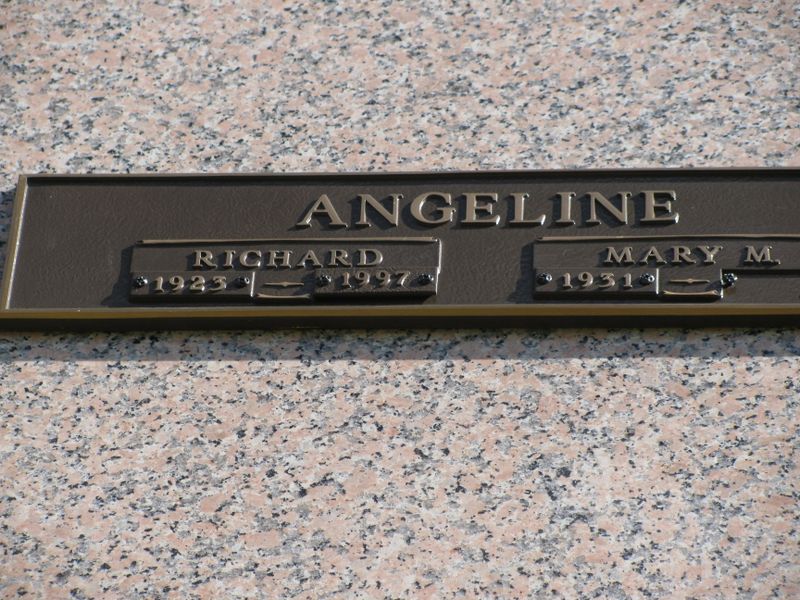 ANGELINE
RICHARD
1923 – 1997
MARY M.
1931 –